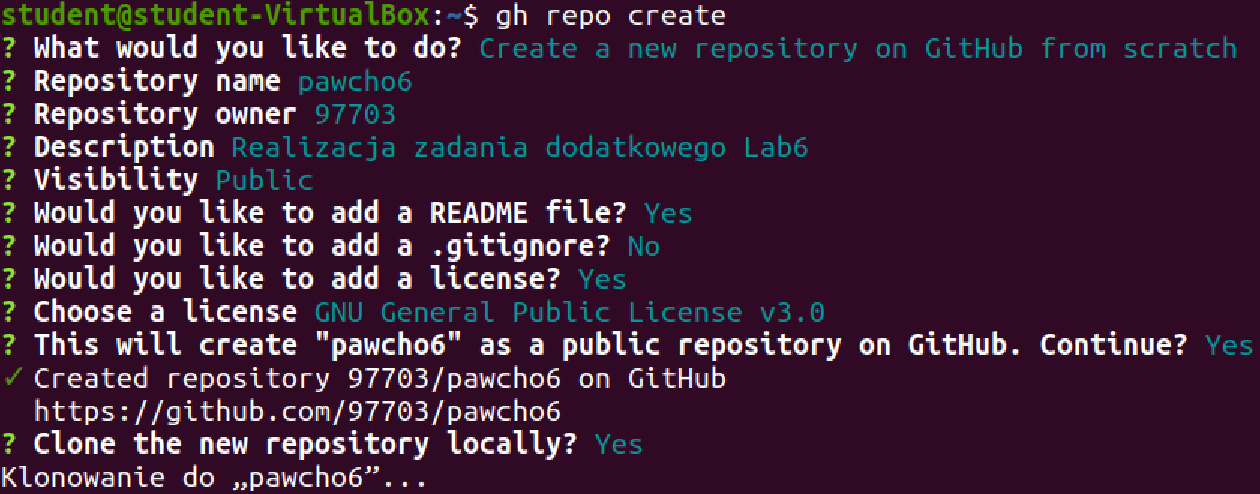 student@student-VirtualBox:~$ gh repo create
? What would you like to do? Create a new repository on GitHub from scratch
? Repository name pawcho6
? Repository owner 97703
? Description Realizacja zadania dodatkowego Lab6
? Visibility Public
? Would you like to add a README file? Yes
? Would you like to add a .gitignore? No
? Would you like to add a license? Yes
? Choose a license GNU General Public License v3.0
? This will create "pawcho6" as a public repository on GitHub. Continue? Yes
✓ Created repository 97703/pawcho6 on GitHub
https://github.com/97703/pawcho6
? Clone the new repository locally? Yes
Klonowanie do „pawcho6”...